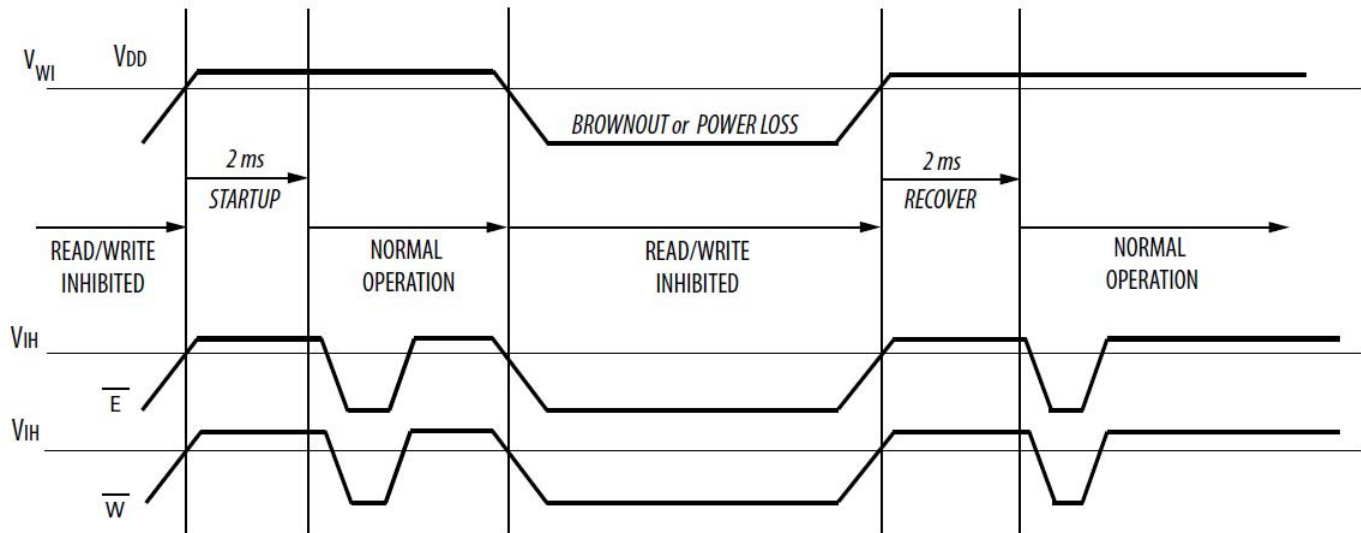 VWI VDD
BROWNOUT or POWER LOSS
2 ms
STARTUP
2 ms
RECOVER
READ/WRITE
INHIBITED
NORMAL
OPERATION
READ/WRITE
INHIBITED
NORMAL
OPERATION
VIH
E
VIH
W